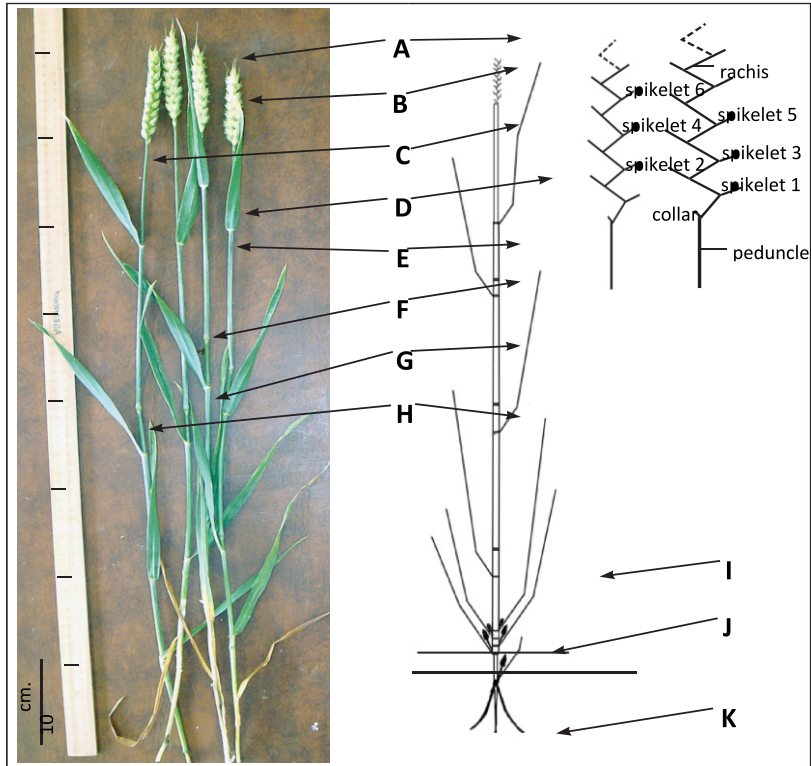 A
B
C
D
E
F
G
H
I
J
K
rachis
spikelet 6
spikelet 5
spikelet 4
spikelet 3
spikelet 2
spikelet 1
collar
peduncle
cm.
10